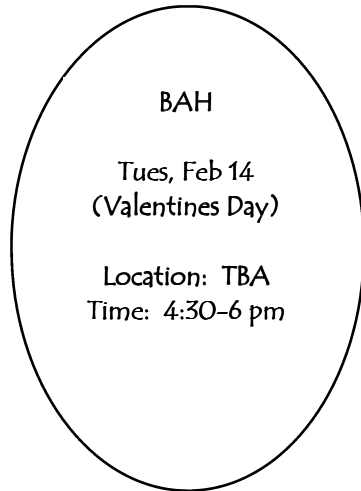 BAH
Tues, Feb 14
(Valentines Day)
Location: TBA
Time: 4:30-6 pm